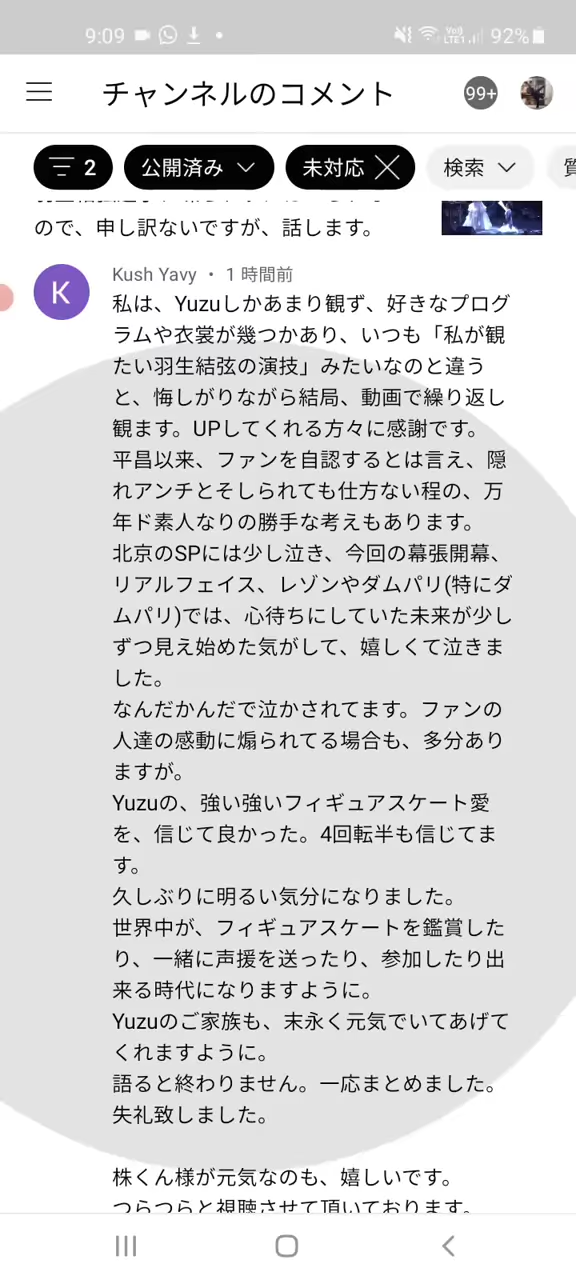 9:09
92%
チャンネルのコメント
99+
2
公開済み
未対応
検索
ので、申し訳ないですが、話します。
K
Kush Yavy • 1 時間前
私は、Yuzuしかあまり観ず、好きなプログ
ラムや衣裳が幾つかあり、いつも「私が観
たい羽生結弦の演技」みたいなのと違う
と、悔しがりながら結局、動画で繰り返し
観ます。UPしてくれる方々に感謝です。
平昌以来、ファンを自認するとは言え、隠
れアンチとそしられても仕方ない程の、万
年ド素人なりの勝手な考えもあります。
北京のSPには少し泣き、今回の幕張開幕、
リアルフェイス、レゾンやダムパリ(特にダ
ムパリ)では、心待ちにしていた未来が少し
ずつ見え始めた気がして、嬉しくて泣きま
した。
なんだかんだで泣かされてます。ファンの
人達の感動に煽られてる場合も、多分あり
ますが。
Yuzuの、強い強いフィギュアスケート愛
を、信じて良かった。4回転半も信じてま
す。
久しぶりに明るい気分になりました。
世界中が、フィギュアスケートを鑑賞した
り、一緒に声援を送ったり、参加したり出
来る時代になりますように。
Yuzuのご家族も、末永く元気でいてあげて
くれますように。
語ると終わりません。一応まとめました。
失礼致しました。
株くん様が元気なのも、嬉しいです。
つらつらと視聴させて頂いております。